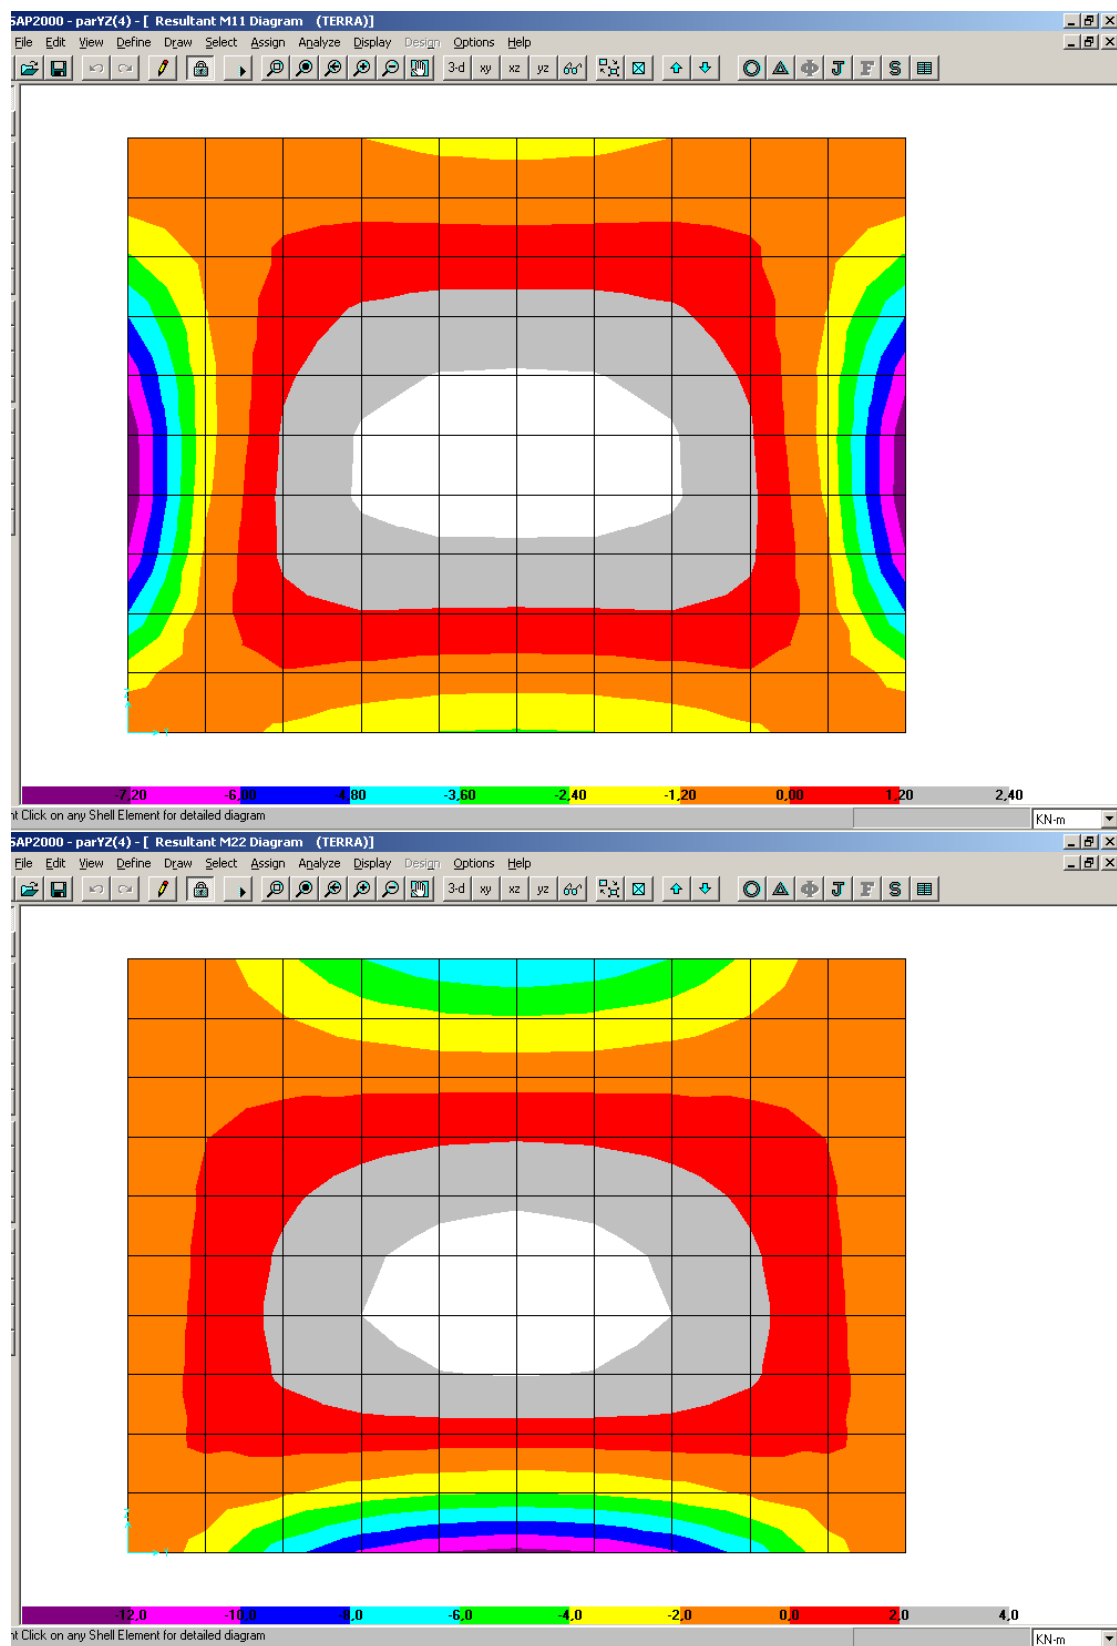 SAP2000 - parYZ(4) - [ Resultant M11 Diagram (TERRA)]
File Edit View Define Draw Select Assign Analyze Display Design Options Help
3-d xy xz yz
J F S
-7,20 -6,00 -4,80 -3,60 -2,40 -1,20 0,00 1,20 2,40
nt Click on any Shell Element for detailed diagram
KN-m
SAP2000 - parYZ(4) - [ Resultant M22 Diagram (TERRA)]
File Edit View Define Draw Select Assign Analyze Display Design Options Help
3-d xy xz yz
J F S
-12,0 -10,0 -8,0 -6,0 -4,0 -2,0 0,0 2,0 4,0
nt Click on any Shell Element for detailed diagram
KN-m